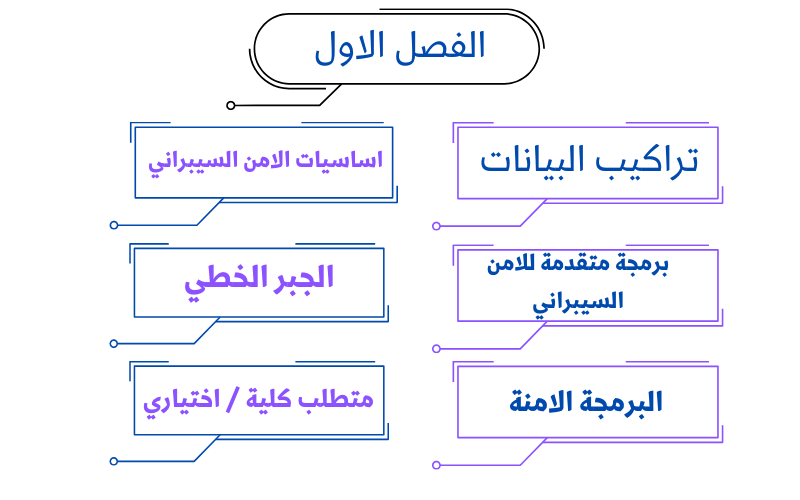 الفصل الاول
تراكيب البيانات
اساسيات الامن السيبراني
برمجة متقدمة للامن
السيبراني
الجبر الخطي
البرمجة الامنة
متطلب كلية / اختياري